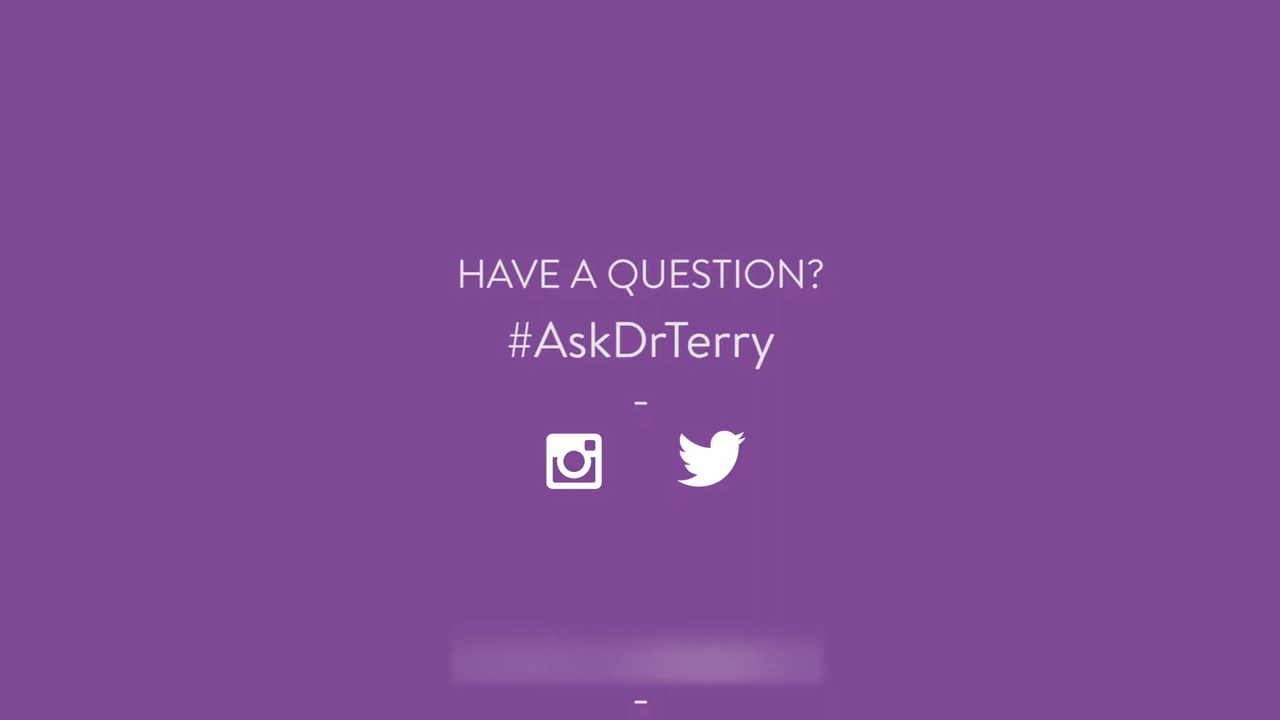 HAVE A QUESTION?
#AskDrTerry
–
–